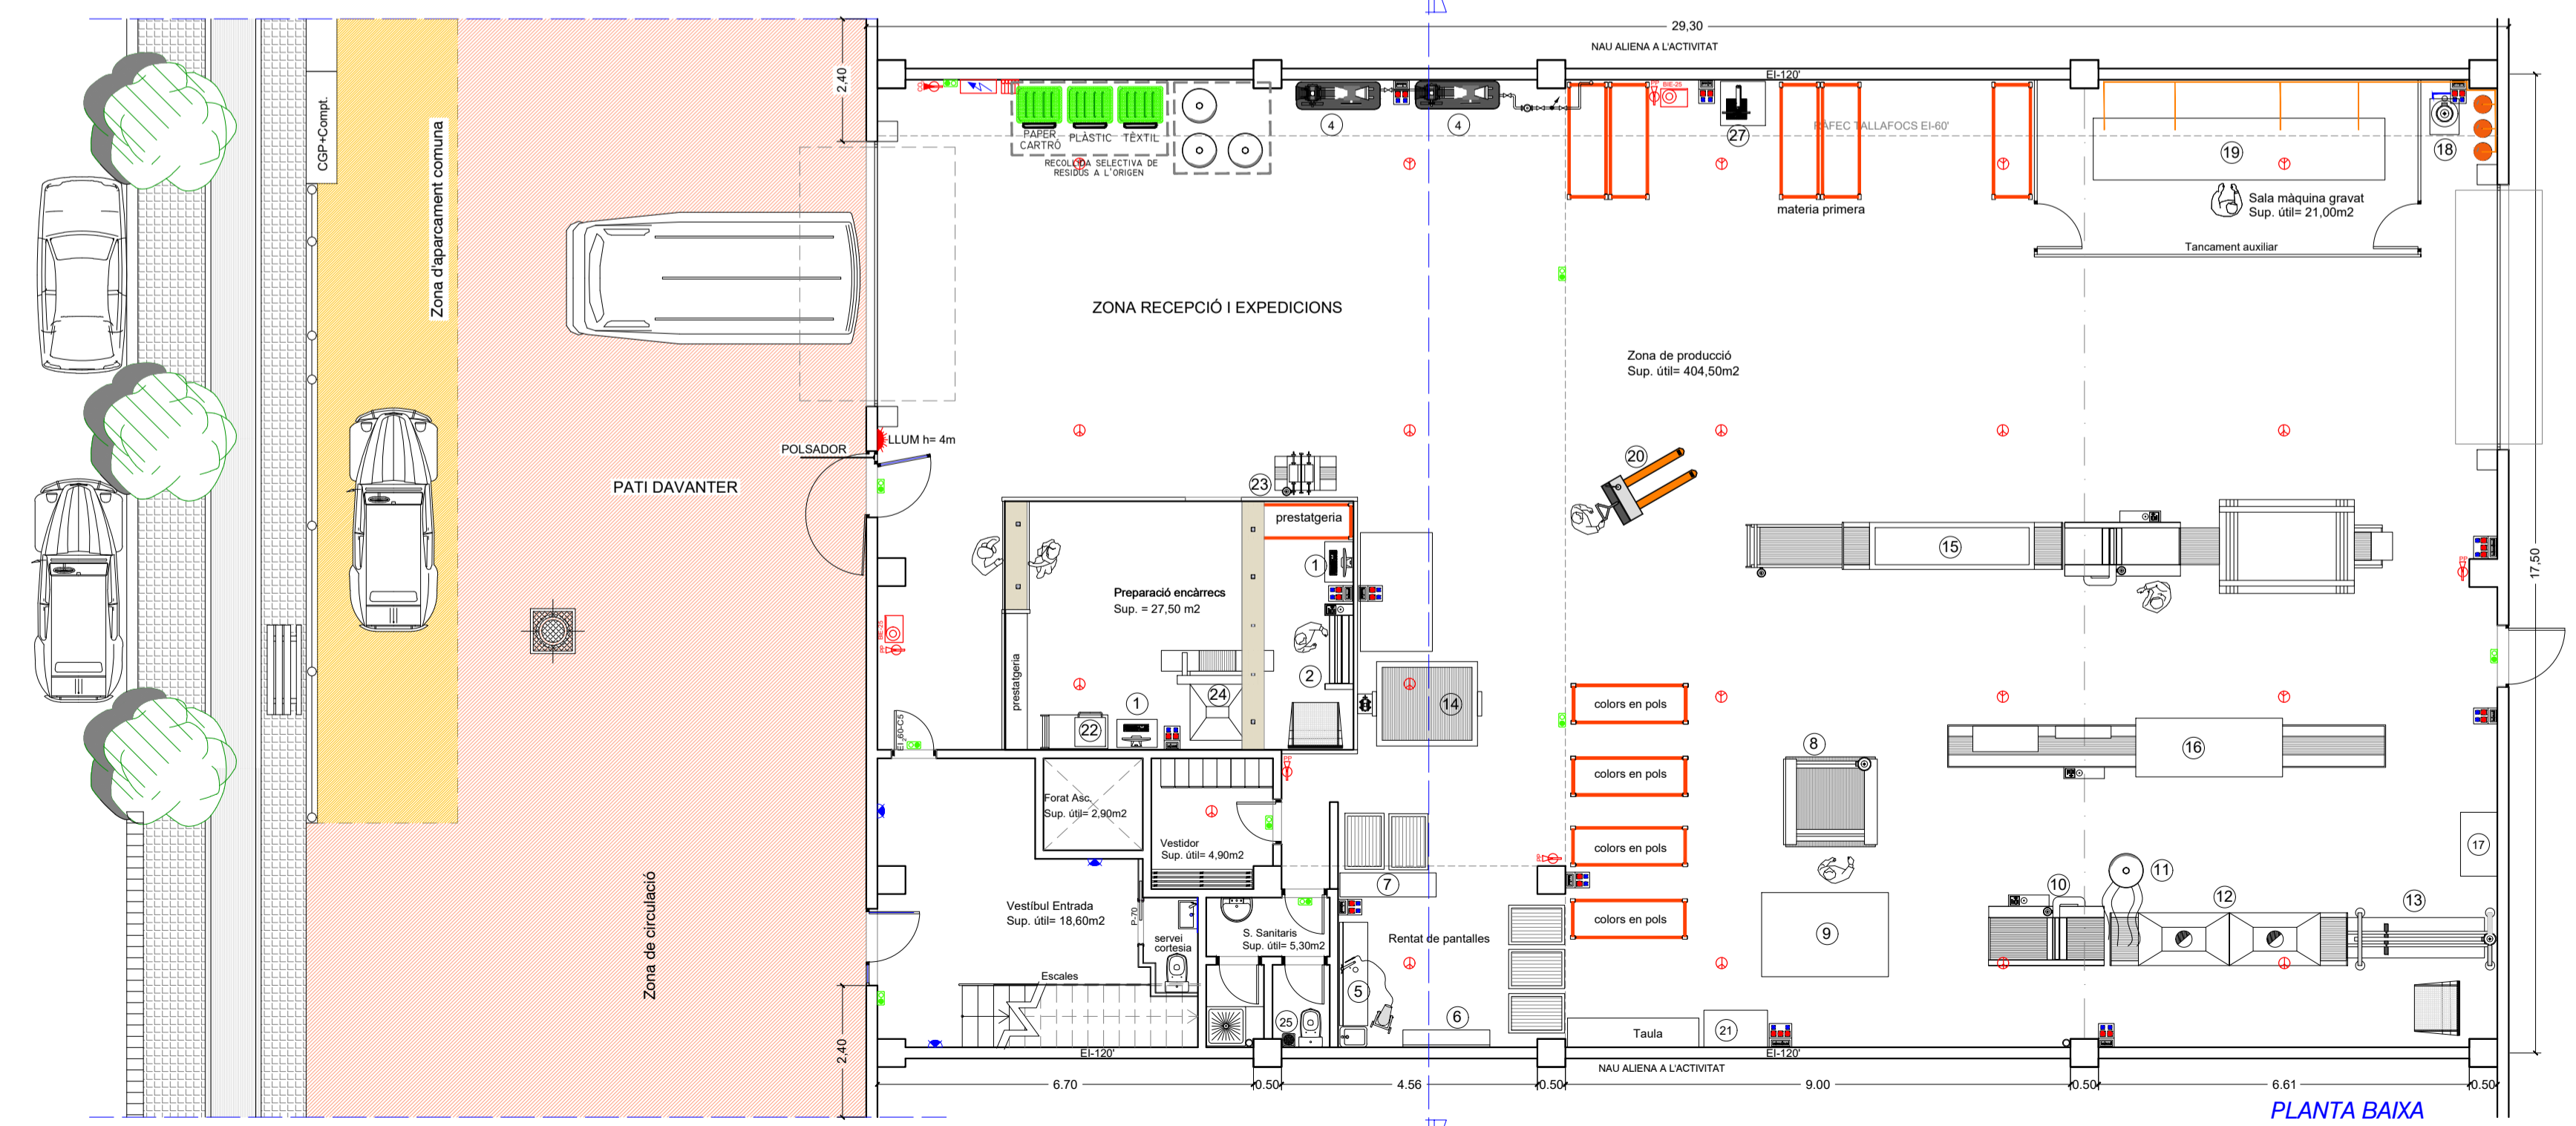 29,30
NAU ALIENA A L'ACTIVITAT
EI-120'
2,40
CGP+Compt.
Zona d'aparcament comuna
PAPER
CARTRÓ
PLÀSTIC
TÈXTIL
RECOLLIDA SELECTIVA DE
RESIDUS A L'ORIGEN
4
4
BIE-25
27
RÀFEC TALLAFOCS EI-60'
19
18
materia primera
Sala màquina gravat
Sup. útil= 21,00m2
Tancament auxiliar
ZONA RECEPCIÓ I EXPEDICIONS
Zona de producció
Sup. útil= 404,50m2
LLUM h= 4m
POLSADOR
PATI DAVANTER
23
20
prestatgeria
1
15
17,50
Preparació encàrrecs
Sup. = 27,50 m2
BIE-25
prestatgeria
2
24
14
1
22
EI₂60-C5
colors en pols
8
16
colors en pols
Forat Asc.
Sup. útil= 2,90m2
Vestidor
Sup. útil= 4,90m2
colors en pols
17
7
11
10
12
13
Vestíbul Entrada
Sup. útil= 18,60m2
P-70
servei
cortesia
S. Sanitaris
Sup. útil= 5,30m2
Rentat de pantalles
colors en pols
9
Zona de circulació
Escales
5
25
6
Taula
21
2,40
EI-120'
EI-120'
NAU ALIENA A L'ACTIVITAT
6.70
0.50
4.56
0.50
9.00
0.50
6.61
0.50
PLANTA BAIXA